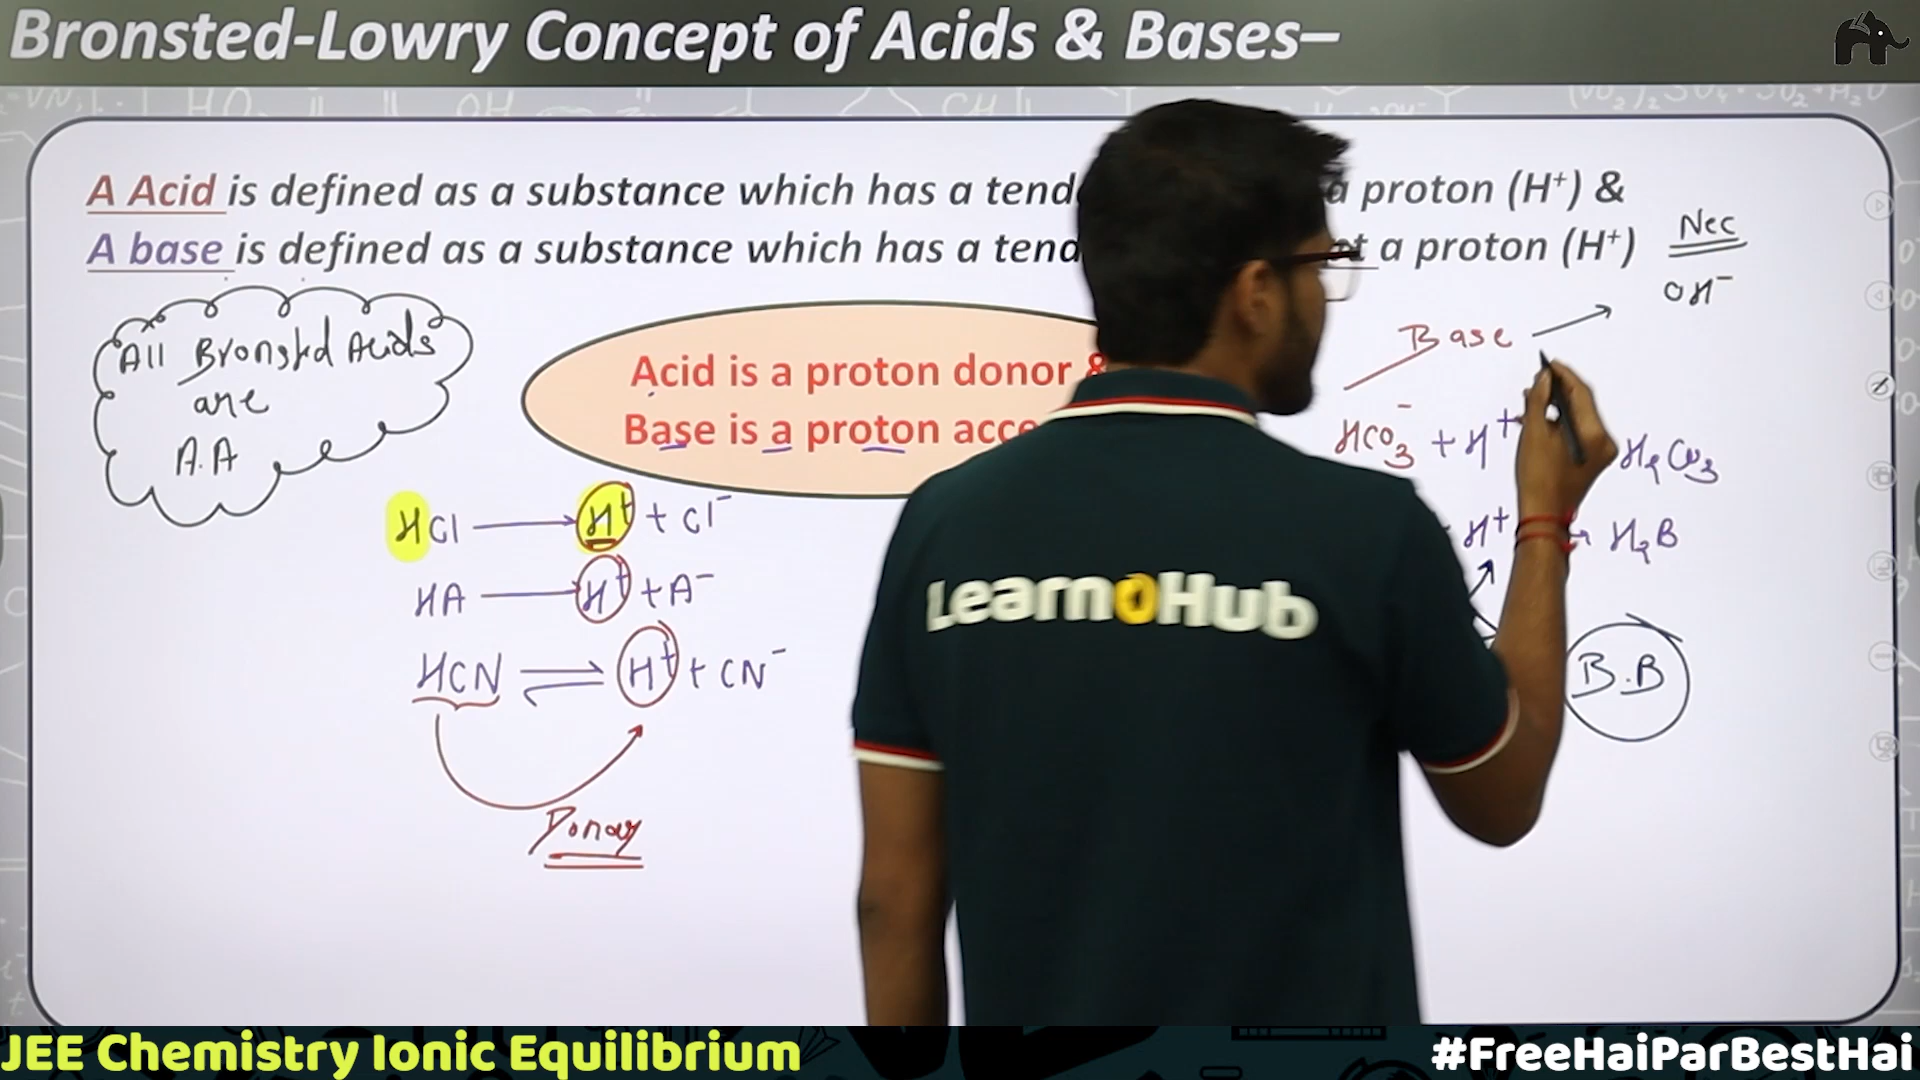 Bronsted-Lowry Concept of Acids & Bases–
A Acid is defined as a substance which has a tend a proton (H⁺) &
A base is defined as a substance which has a tend a proton (H⁺)
Nec
OH⁻
All Bronsted Acids
are
A.A
Acid is a proton donor &
Base is a proton acce
Base
HCO₃⁻ + H⁺ H₂CO₃
H⁺ → H₂B
B.B
HCl → H⁺ + Cl⁻
HA → H⁺ + A⁻
HCN ⇌ H⁺ + CN⁻
Donar
LearnoHub
JEE Chemistry Ionic Equilibrium
#FreeHaiParBestHai